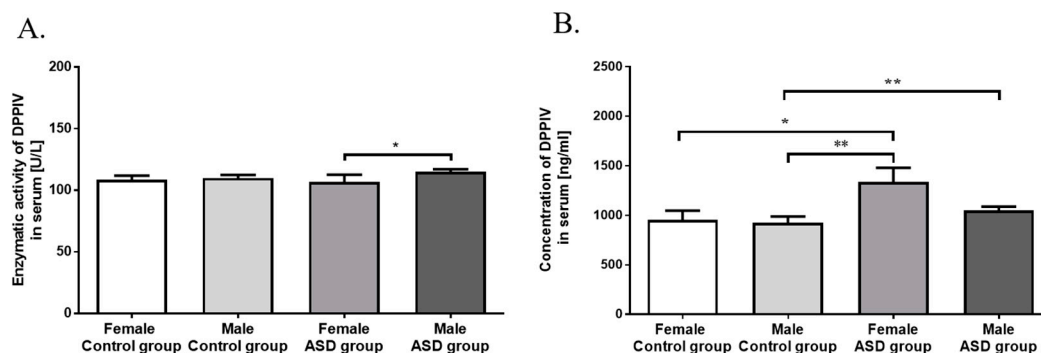 A.
Enzymatic activity of DPPIV
in serum [U/L]
200
150
100
50
0
*
Female
Control group
Male
Control group
Female
ASD group
Male
ASD group
B.
Concentration of DPPIV
in serum [ng/ml]
2500
2000
1500
1000
500
0
**
*
**
Female
Control group
Male
Control group
Female
ASD group
Male
ASD group